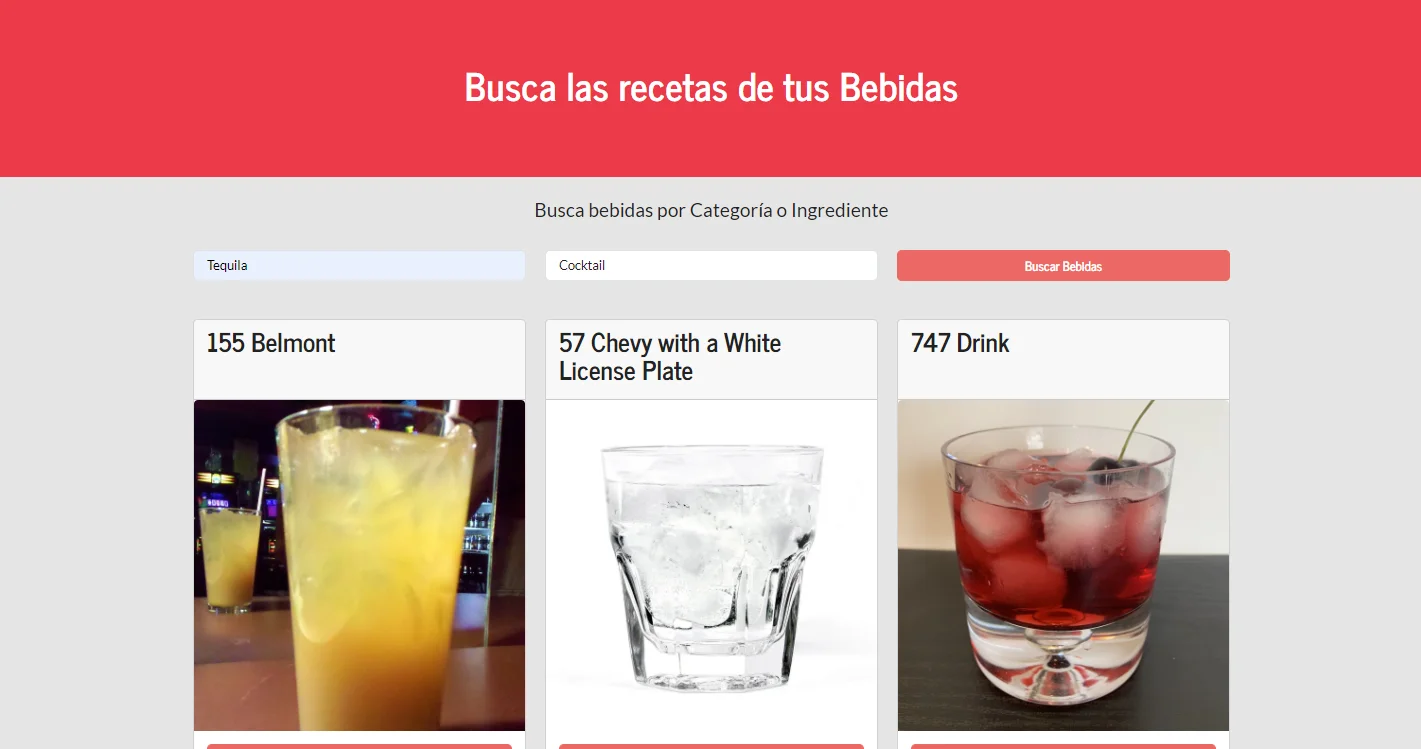 Busca las recetas de tus Bebidas
Busca bebidas por Categoría o Ingrediente
Tequila
Cocktail
Buscar Bebidas
155 Belmont
57 Chevy with a White
License Plate
747 Drink